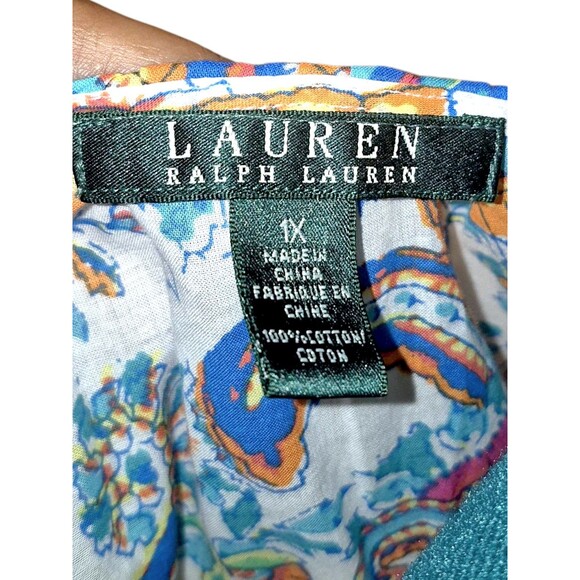 LAUREN
RALPH LAUREN
1X
MADE IN
CHINA
FABRIQUE EN
CHINE
100%COTTON/
COTON